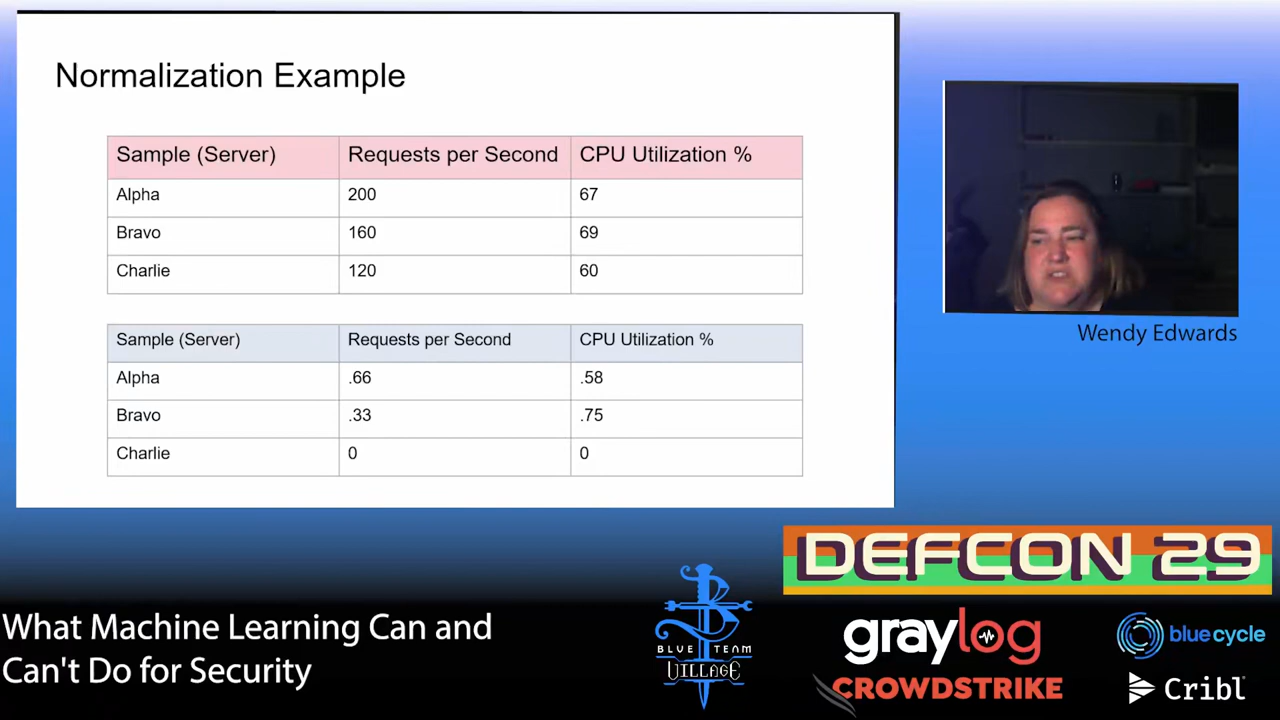 Normalization Example
Sample (Server) Requests per Second CPU Utilization %
Alpha 200 67
Bravo 160 69
Charlie 120 60
Sample (Server) Requests per Second CPU Utilization %
Alpha .66 .58
Bravo .33 .75
Charlie 0 0
Wendy Edwards
DEFCON 29
What Machine Learning Can and
Can't Do for Security
BLUE TEAM
VILLAGE
graylog
blue cycle
CROWDSTRIKE
Cribl